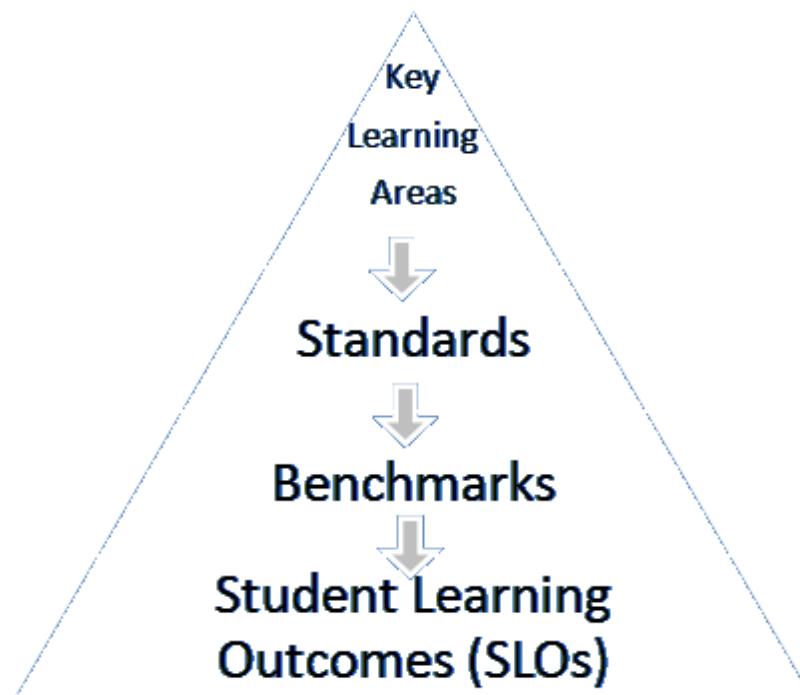 Key
Learning
Areas
Standards
Benchmarks
Student Learning
Outcomes (SLOs)